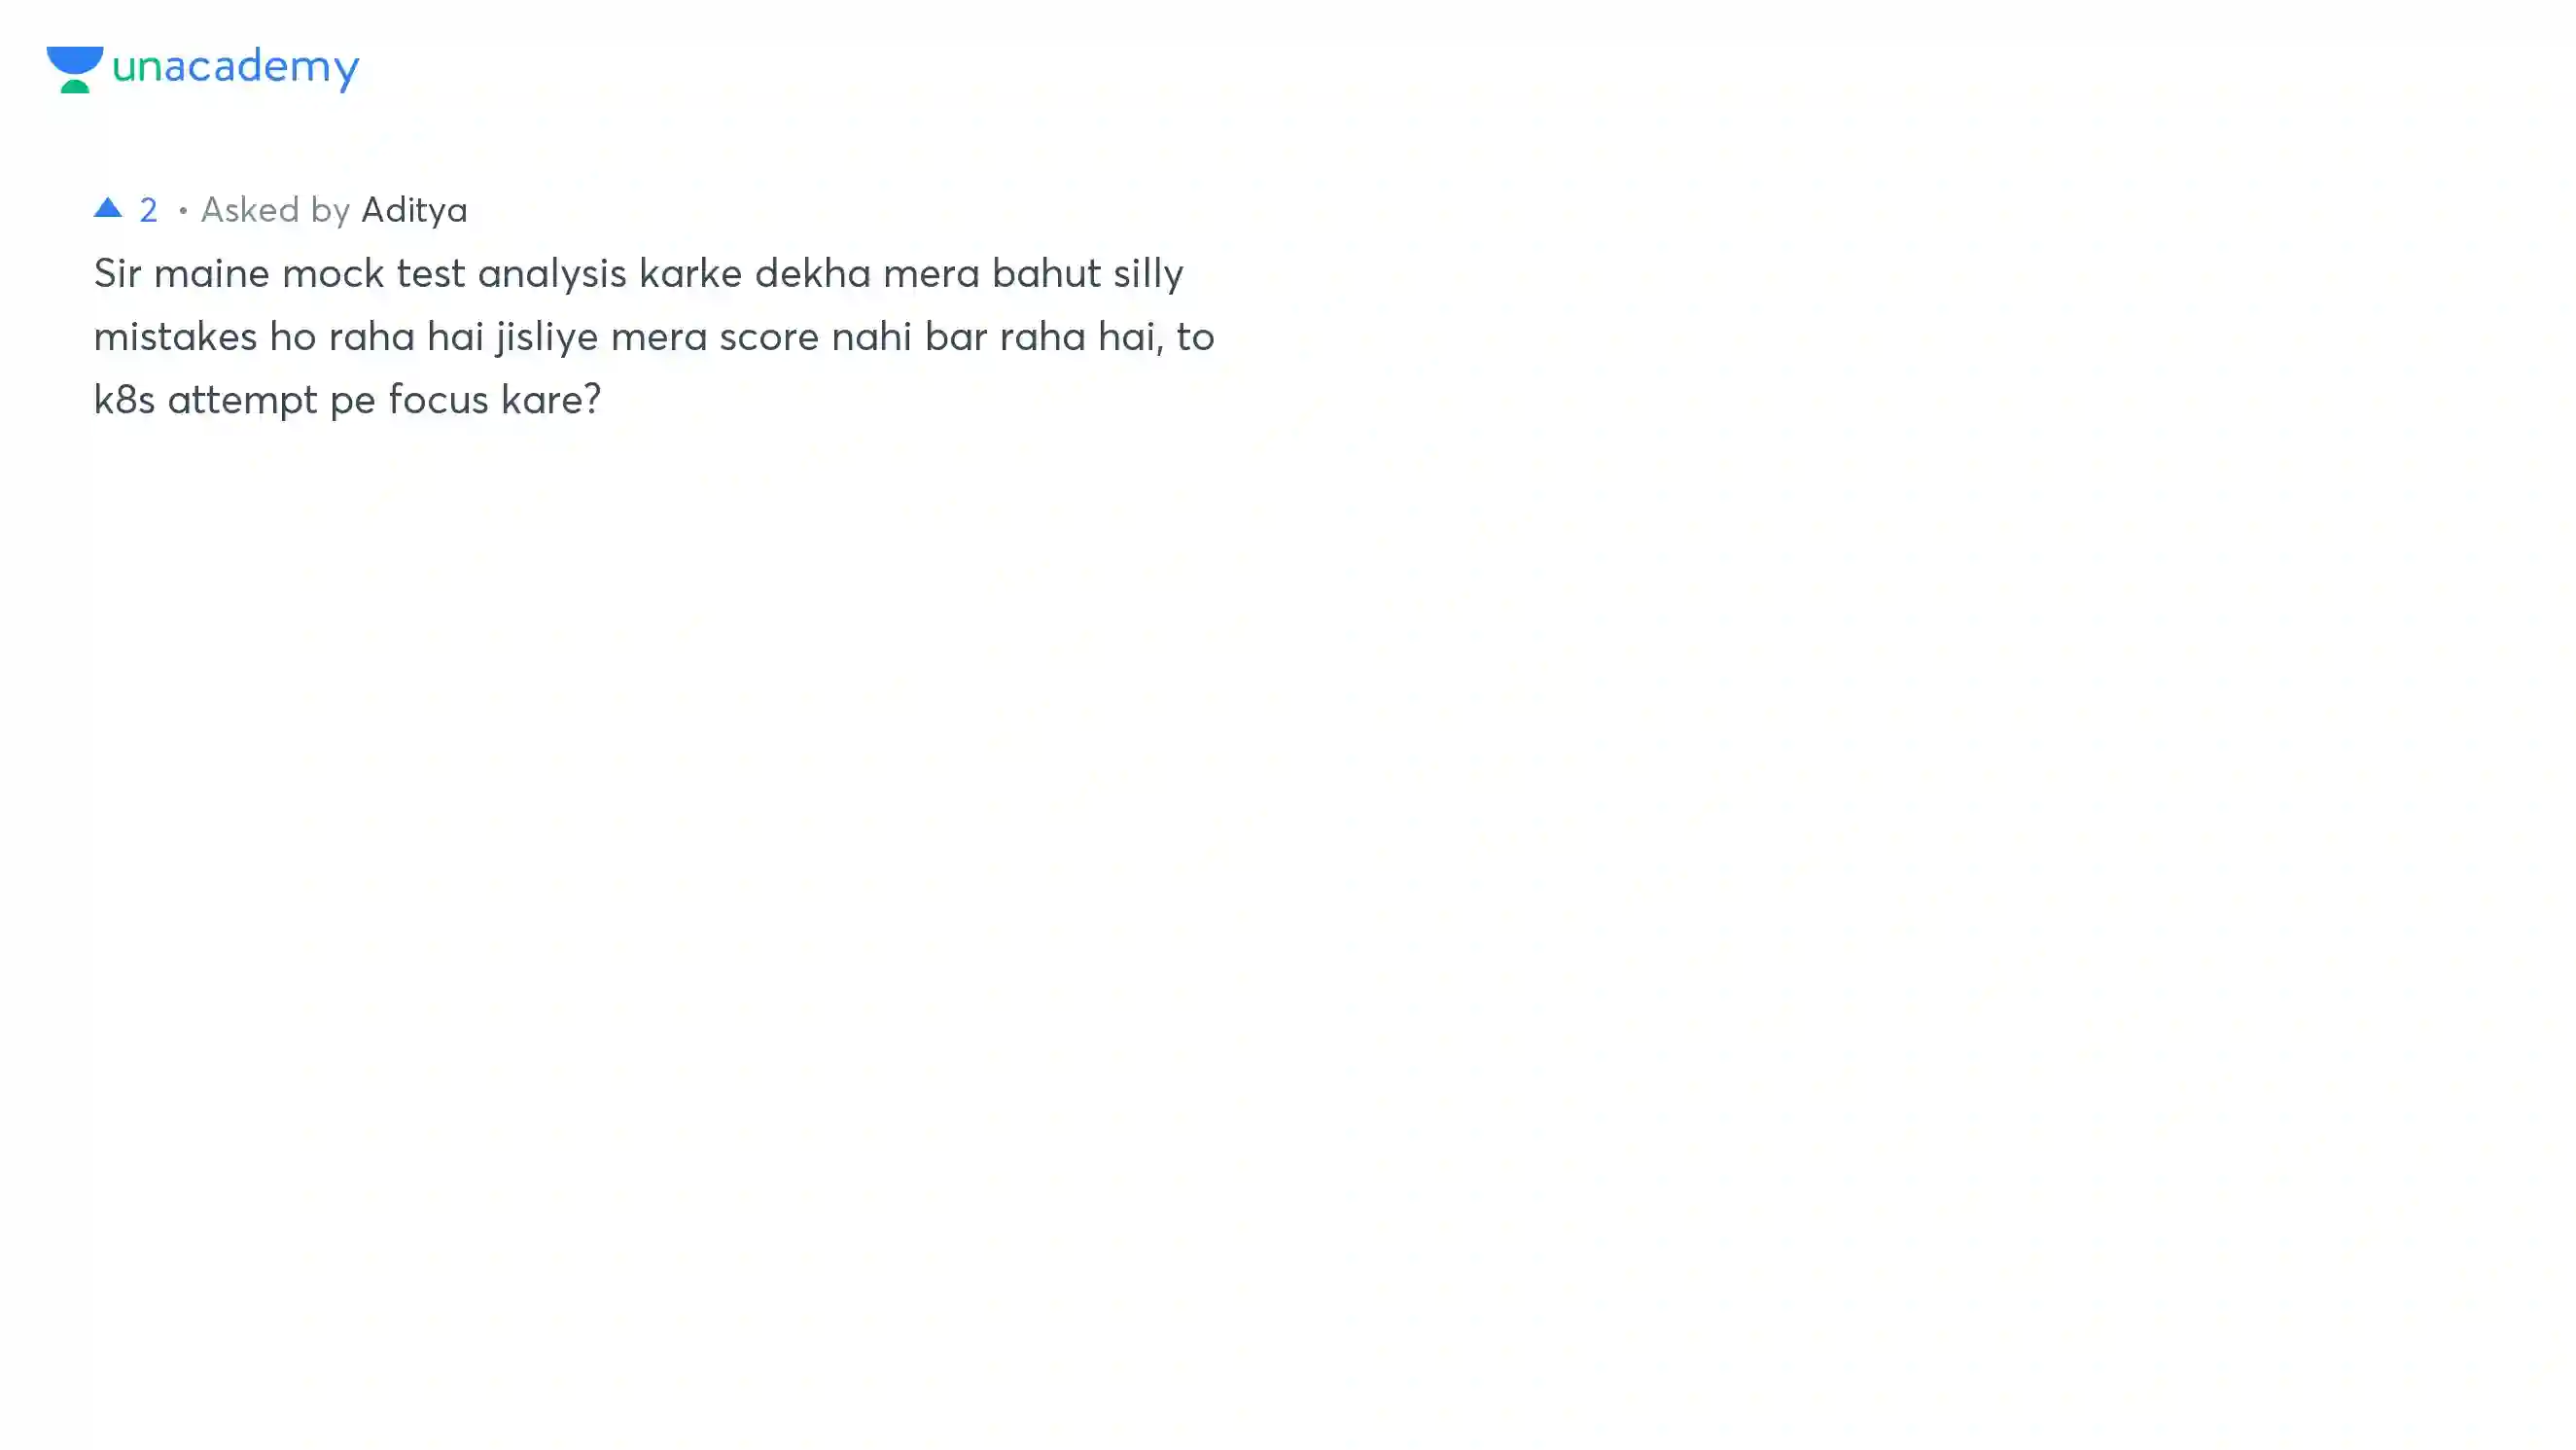 unacademy
▲ 2 • Asked by Aditya
Sir maine mock test analysis karke dekha mera bahut silly
mistakes ho raha hai jisliye mera score nahi bar raha hai, to
k8s attempt pe focus kare?